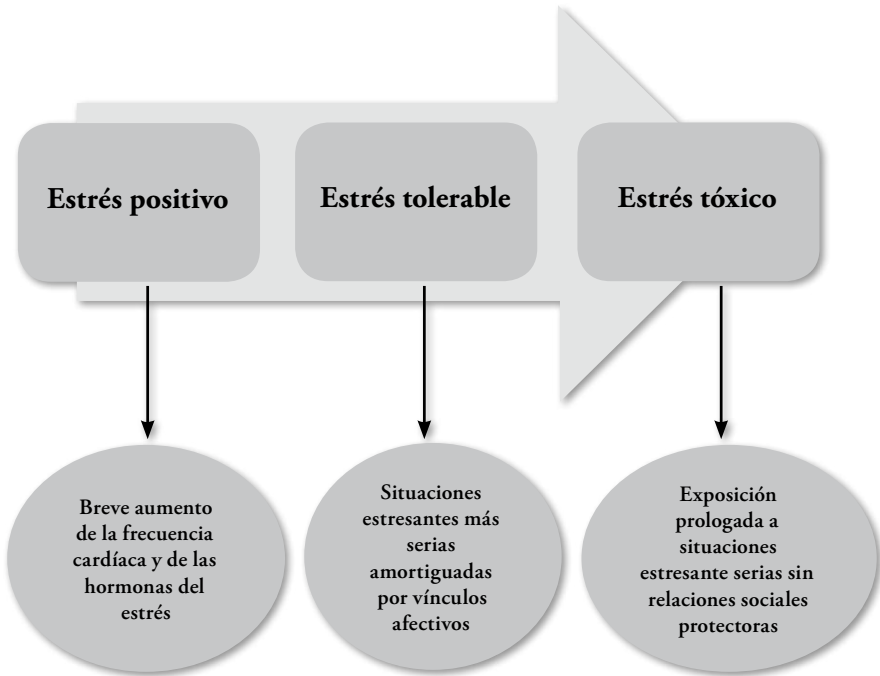 Estrés positivo
Estrés tolerable
Estrés tóxico
Breve aumento
de la frecuencia
cardíaca y de las
hormonas del
estrés
Situaciones
estresantes más
serias
amortiguadas
por vínculos
afectivos
Exposición
prologada a
situaciones
estresante serias sin
relaciones sociales
protectoras